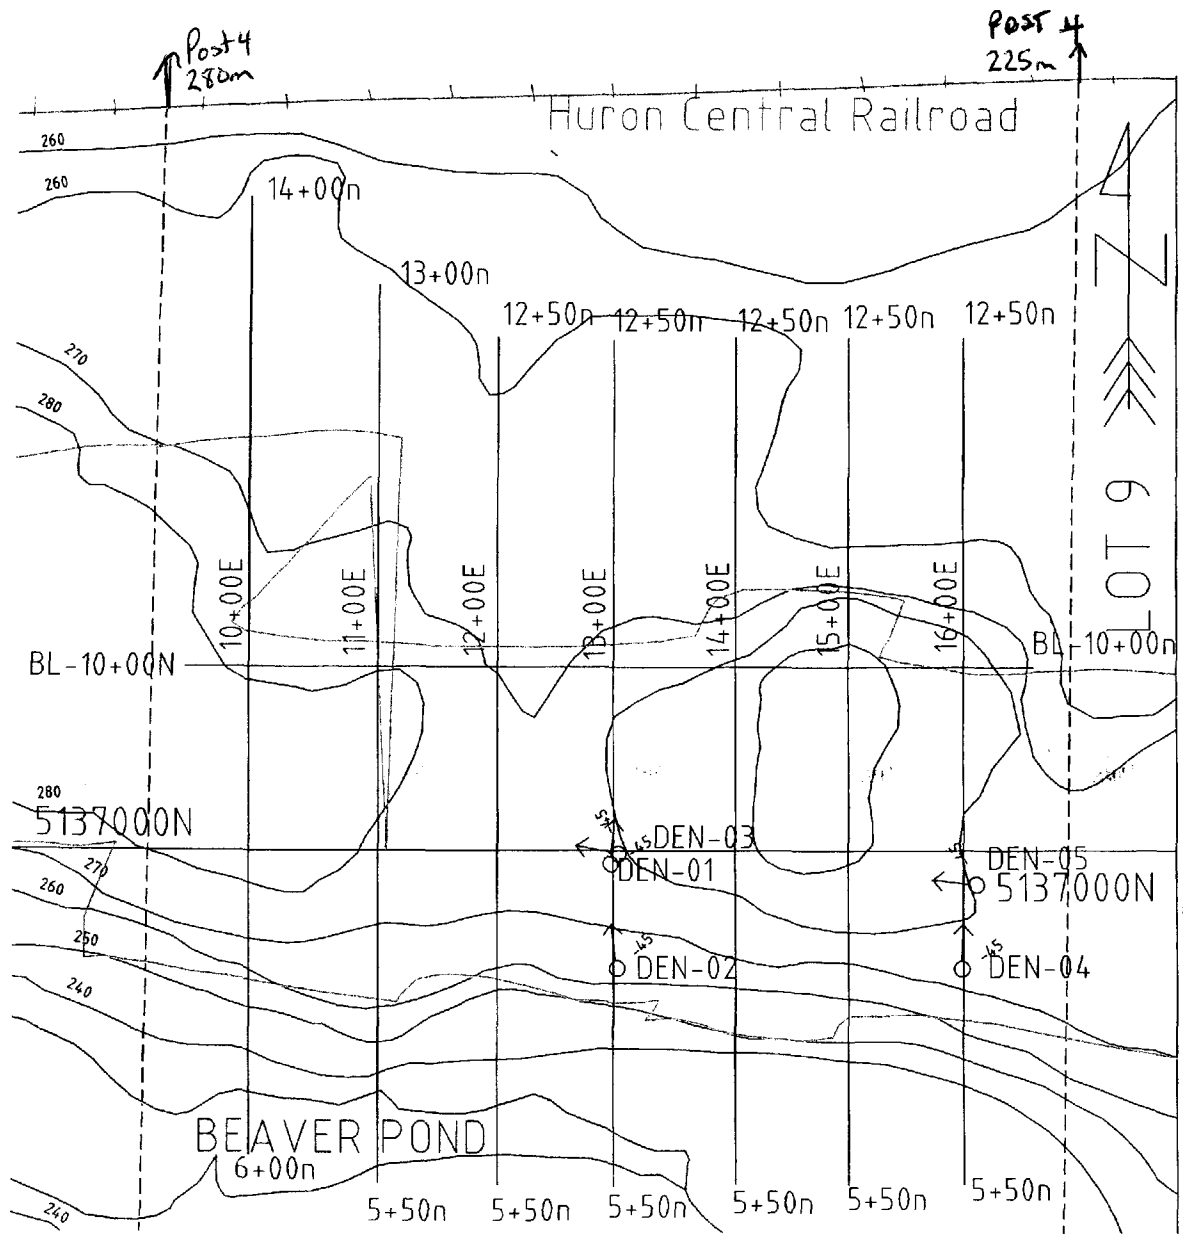 Post 4
280m
POST 4
225m
Huron Central Railroad
260
260
14+00n
13+00n
12+50n
12+50n
12+50n
12+50n
12+50n
270
280
LOT 9
10+00E
11+00E
12+00E
13+00E
14+00E
15+00E
16+00E
BL-10+00N
BL-10+00n
280
5137000N
-45
DEN-03
DEN-01
DEN-05
5137000N
270
260
250
240
-45
DEN-02
-45
DEN-04
BEAVER POND
6+00n
5+50n
5+50n
5+50n
5+50n
5+50n
5+50n
240